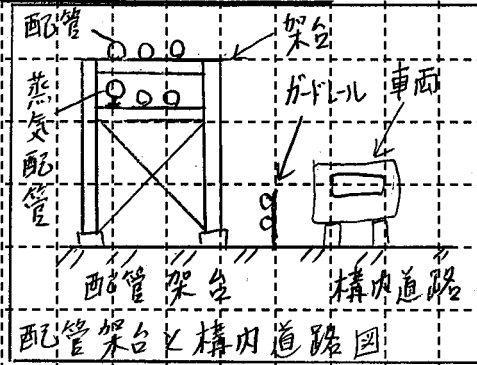 配管
架台
蒸気配管
ガードレール
車両
配管架台
構内道路
配管架台と構内道路図